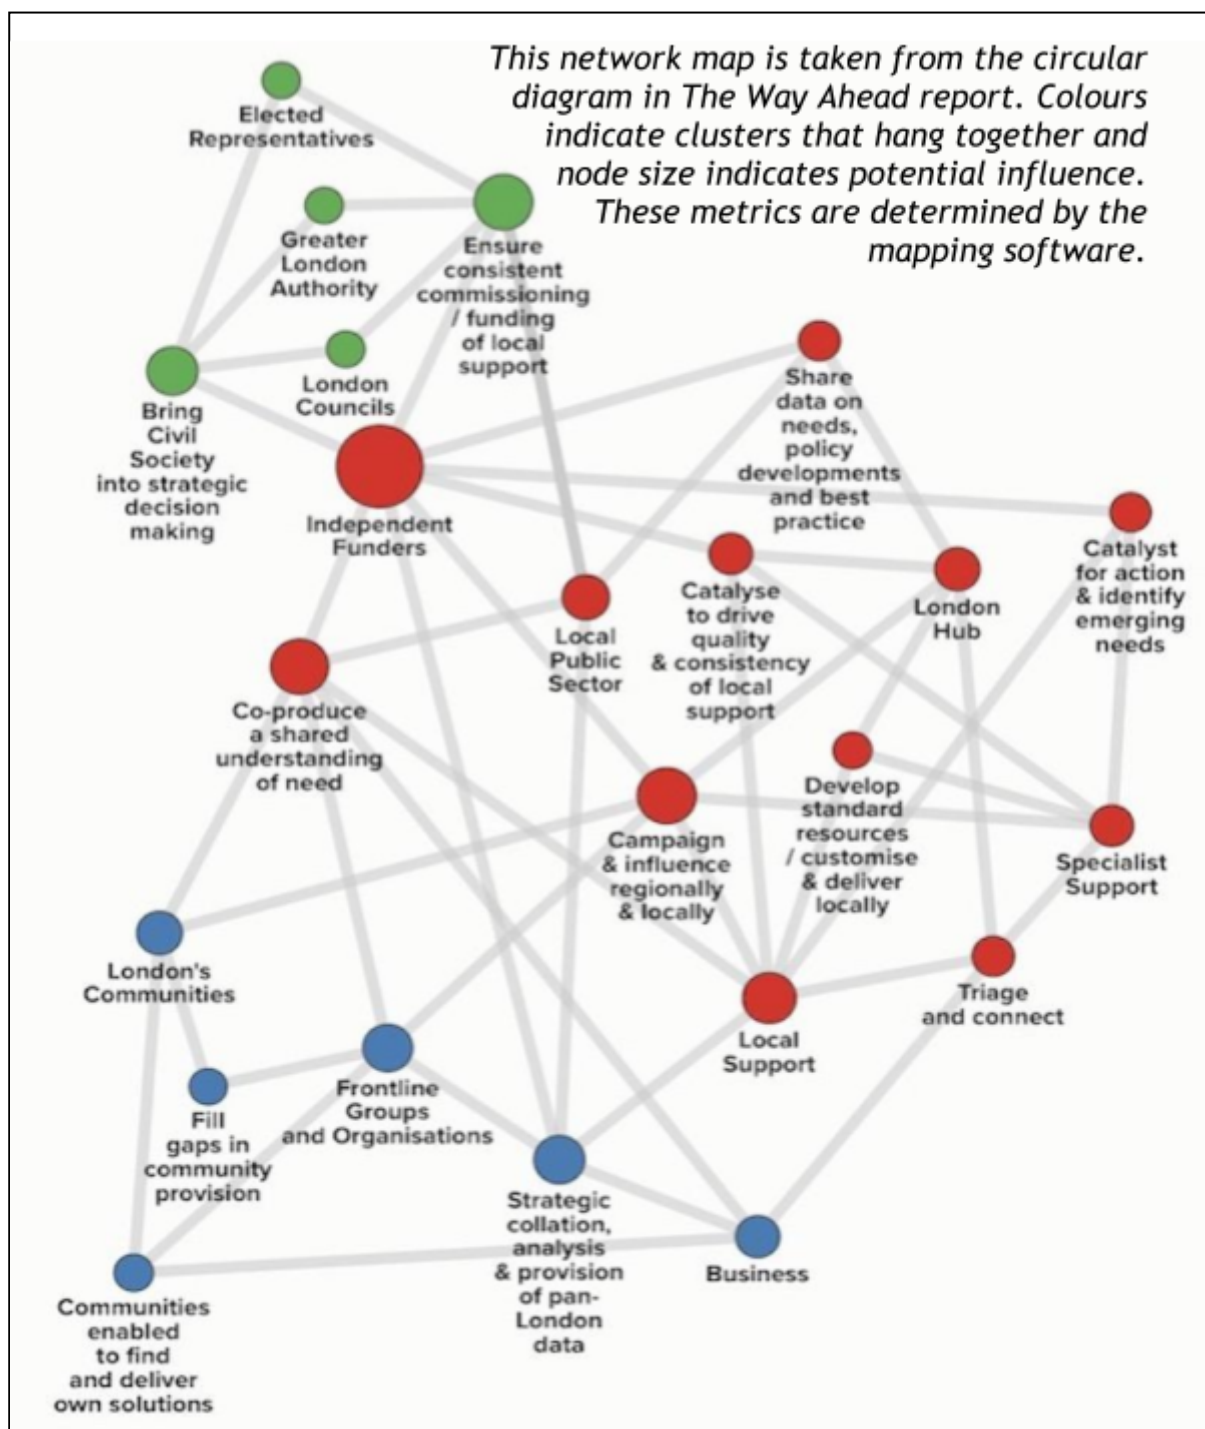 This network map is taken from the circular
diagram in The Way Ahead report. Colours
indicate clusters that hang together and
node size indicates potential influence.
These metrics are determined by the
mapping software.
Elected
Representatives
Greater
London
Authority
Ensure
consistent
commissioning
/ funding
of local
support
London
Councils
Bring
Civil
Society
into strategic
decision
making
Independent
Funders
Share
data on
needs,
policy
developments
and best
practice
Catalyst
for action
& identify
emerging
needs
Catalyse
to drive
quality
& consistency
of local
support
London
Hub
Local
Public
Sector
Co-produce
a shared
understanding
of need
Develop
standard
resources
/ customise
& deliver
locally
Campaign
& influence
regionally
& locally
Specialist
Support
London's
Communities
Triage
and connect
Local
Support
Frontline
Groups
and Organisations
Fill
gaps in
community
provision
Strategic
collation,
analysis
& provision
of pan-
London
data
Business
Communities
enabled
to find
and deliver
own solutions